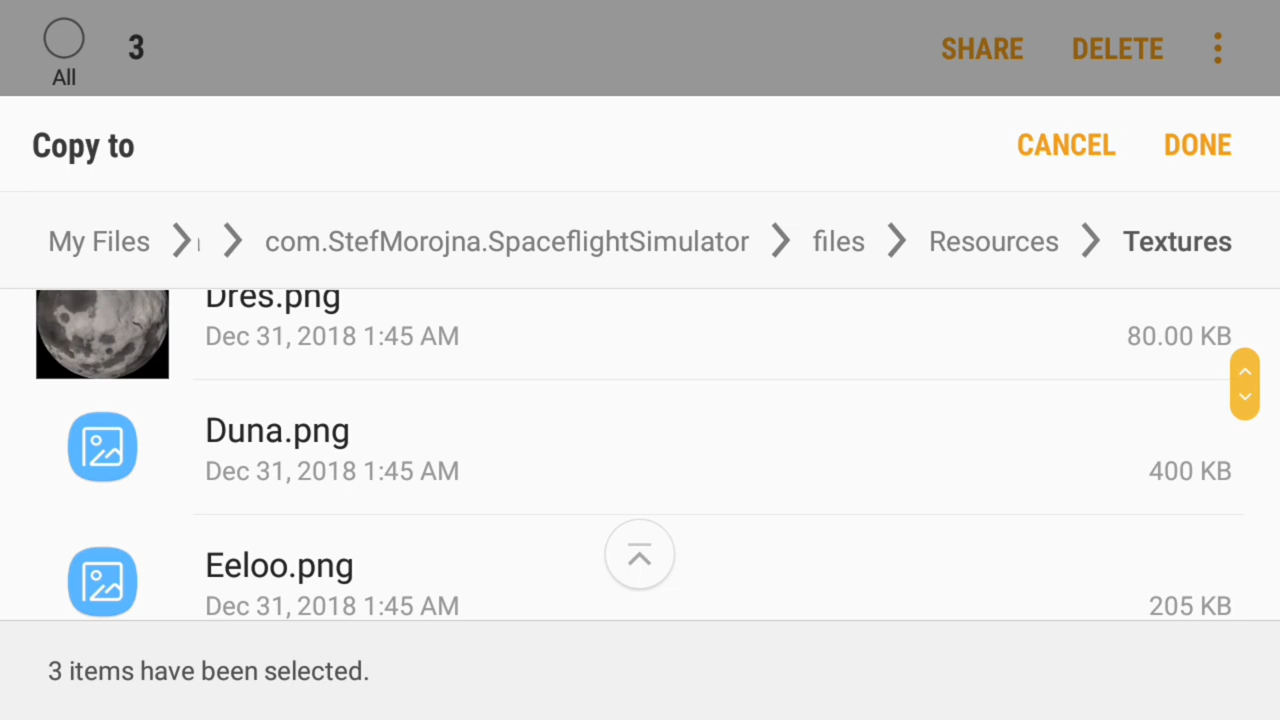 All
3
SHARE
DELETE
Copy to
CANCEL
DONE
My Files
com.StefMorojna.SpaceflightSimulator
files
Resources
Textures
Dres.png
Dec 31, 2018 1:45 AM
80.00 KB
Duna.png
Dec 31, 2018 1:45 AM
400 KB
Eeloo.png
Dec 31, 2018 1:45 AM
205 KB
3 items have been selected.